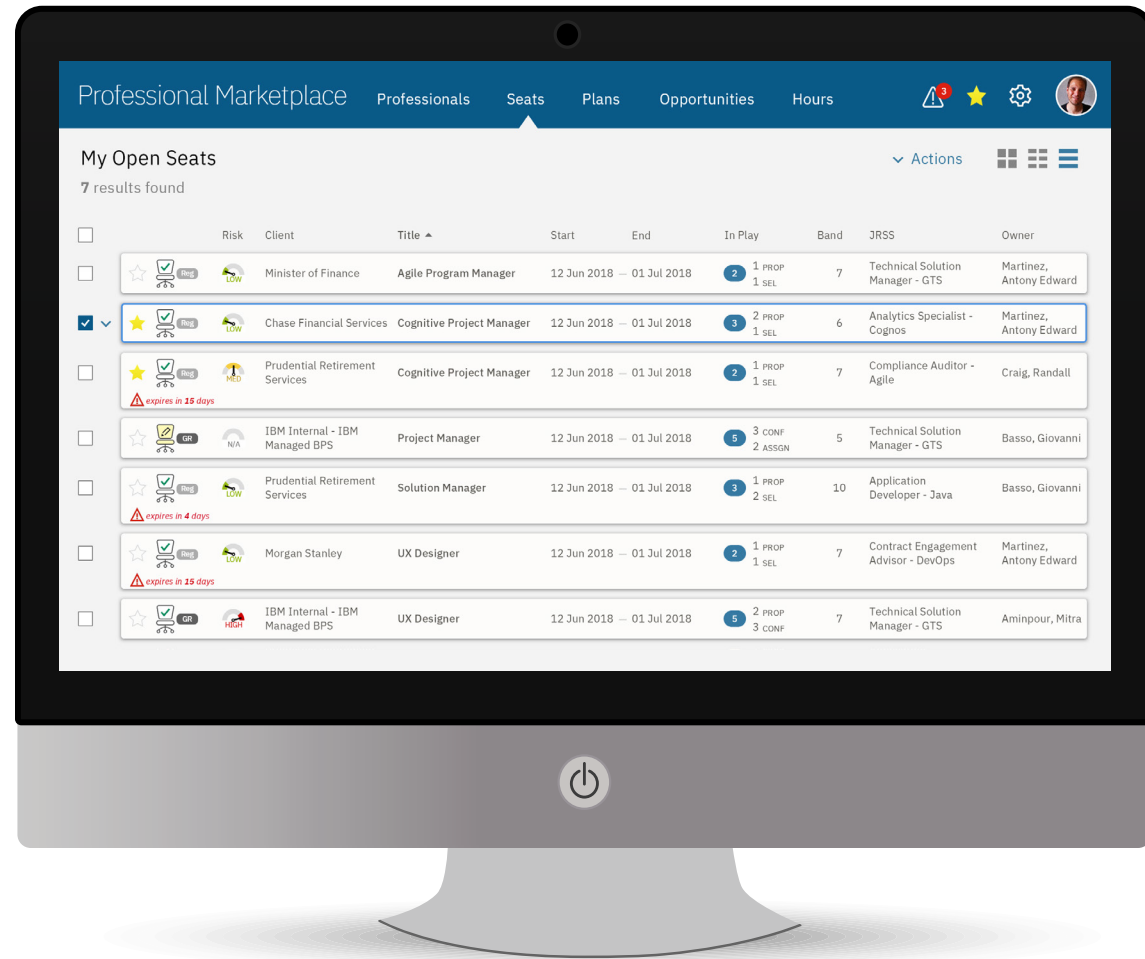 Professional Marketplace Professionals Seats Plans Opportunities Hours 3
My Open Seats
Actions
7 results found
Risk Client Title Start End In Play Band JRSS Owner
Reg LOW Minister of Finance Agile Program Manager 12 Jun 2018 — 01 Jul 2018 2 1 PROP 1 SEL 7 Technical Solution Manager - GTS Martinez, Antony Edward
Reg LOW Chase Financial Services Cognitive Project Manager 12 Jun 2018 — 01 Jul 2018 3 2 PROP 1 SEL 6 Analytics Specialist - Cognos Martinez, Antony Edward
Reg MED Prudential Retirement Services Cognitive Project Manager 12 Jun 2018 — 01 Jul 2018 2 1 PROP 1 SEL 7 Compliance Auditor - Agile Craig, Randall
expires in 15 days
GR N/A IBM Internal - IBM Managed BPS Project Manager 12 Jun 2018 — 01 Jul 2018 5 3 CONF 2 ASSGN 5 Technical Solution Manager - GTS Basso, Giovanni
Reg LOW Prudential Retirement Services Solution Manager 12 Jun 2018 — 01 Jul 2018 3 1 PROP 2 SEL 10 Application Developer - Java Basso, Giovanni
expires in 4 days
Reg LOW Morgan Stanley UX Designer 12 Jun 2018 — 01 Jul 2018 2 1 PROP 1 SEL 7 Contract Engagement Advisor - DevOps Martinez, Antony Edward
expires in 15 days
GR HIGH IBM Internal - IBM Managed BPS UX Designer 12 Jun 2018 — 01 Jul 2018 5 2 PROP 3 CONF 7 Technical Solution Manager - GTS Aminpour, Mitra